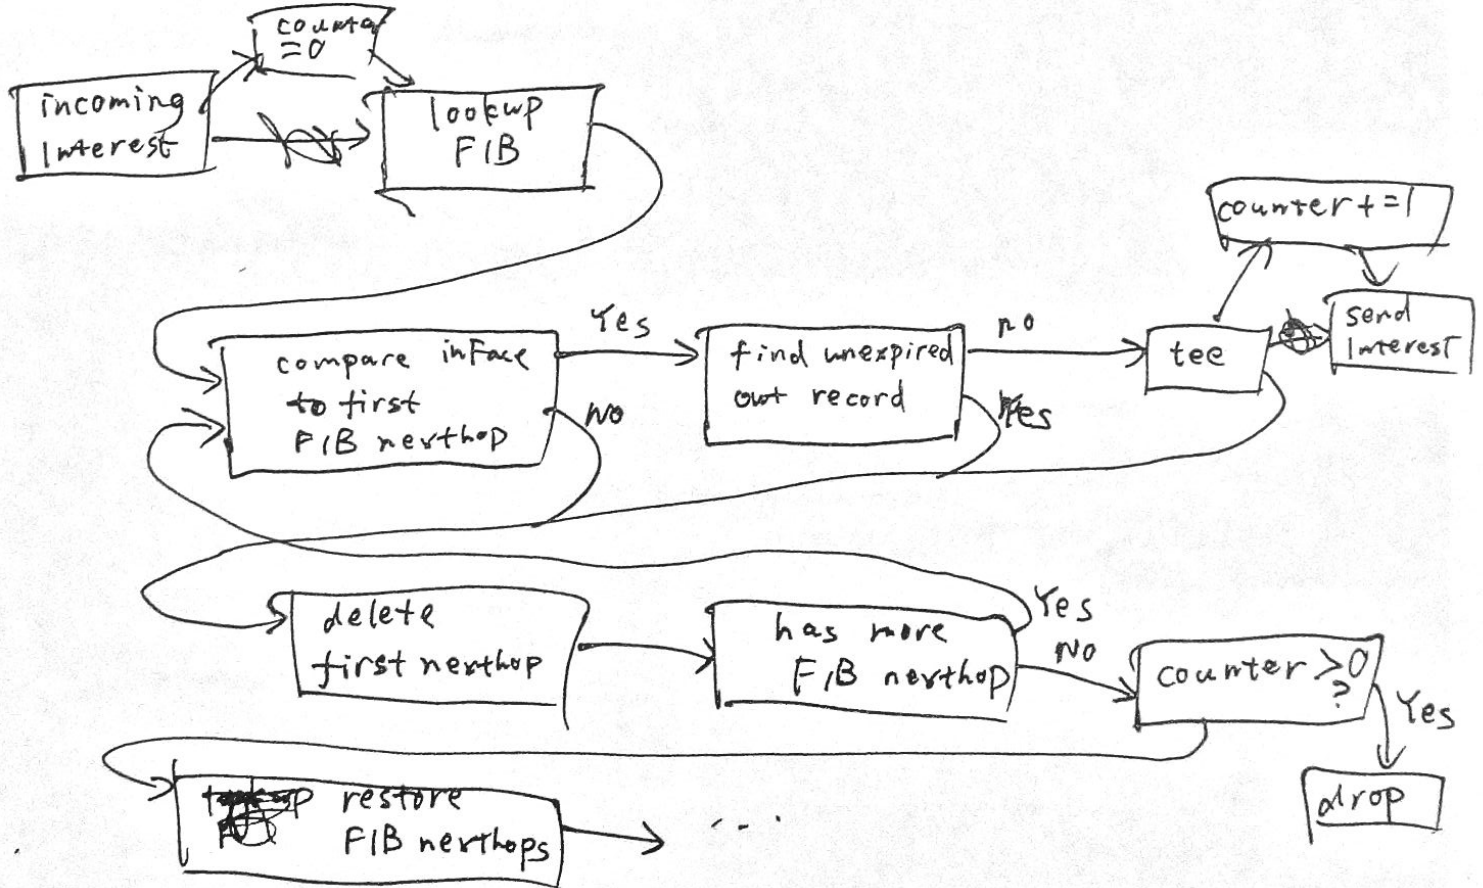 counter
=0
incoming
Interest
lookup
FIB
counter+=1
send
Interest
Yes
no
compare inFace
to first
FIB nexthop
find unexpired
out record
tee
No
Yes
delete
first nexthop
has more
FIB nexthop
Yes
No
counter>0
?
Yes
drop
restore
FIB nexthops
...